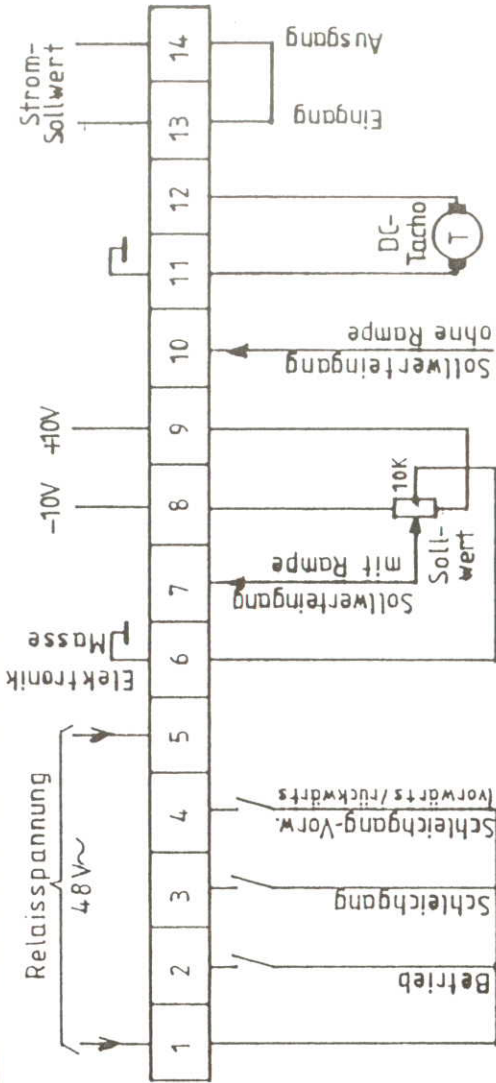 Relaisspannung
48V~
Elektronik
Masse
-10V
+10V
Strom-
Sollwert
1
2
3
4
5
6
7
8
9
10
11
12
13
14
Betrieb
Schleichgang
Schleichgang-Vorw.
(vorwärts/rückwärts
Sollwerteingang
mit Rampe
10K
Soll-
wert
Sollwerteingang
ohne Rampe
DC-
Tacho
T
Eingang
Ausgang